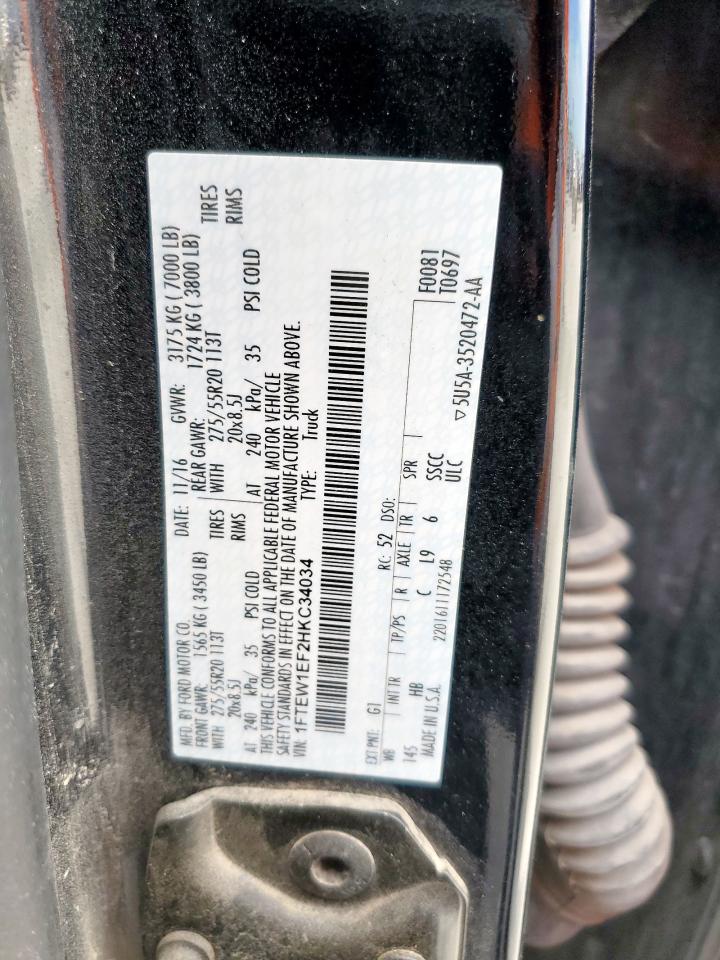 MFD. BY FORD MOTOR CO. DATE: 11/16 GVWR: 3175 KG ( 7000 LB)
FRONT GAWR: 1565 KG ( 3450 LB) REAR GAWR: 1724 KG ( 3800 LB)
WITH 275/55R20 113T TIRES WITH 275/55R20 113T TIRES
20x8.5J RIMS 20x8.5J RIMS
AT 240 kPa/ 35 PSI COLD AT 240 kPa/ 35 PSI COLD
THIS VEHICLE CONFORMS TO ALL APPLICABLE FEDERAL MOTOR VEHICLE
SAFETY STANDARDS IN EFFECT ON THE DATE OF MANUFACTURE SHOWN ABOVE.
VIN: 1FTEW1EF2HKC34034 TYPE: Truck
EXT PNT: G1 RC: 52 DSO: F0081
WB INT TR TP/PS R AXLE TR SPR T0697
145 HB C L9 6 SSCC
MADE IN U.S.A. 2201611172548 ULC
▽5U5A-3520472-AA